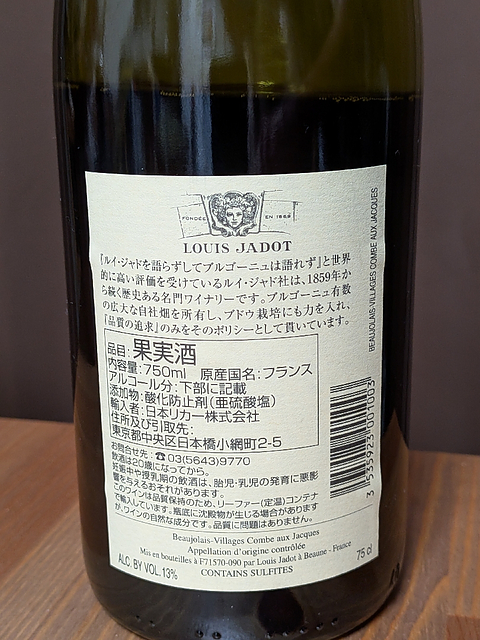 FONDÉE EN 1859
LOUIS JADOT
『ルイ・ジャドを語らずしてブルゴーニュは語れず』と世界
的に高い評価を受けているルイ・ジャド社は、1859年か
ら続く歴史ある名門ワイナリーです。ブルゴーニュ有数
の広大な自社畑を所有し、ブドウ栽培にも力を入れ、
『品質の追求』のみをそのポリシーとして貫いています。
品目:果実酒
内容量:750ml 原産国名:フランス
アルコール分:下部に記載
添加物:酸化防止剤(亜硫酸塩)
輸入者:日本リカー株式会社
住所及び引取先:
東京都中央区日本橋小網町2-5
お問合せ先:☎03(5643)9770
飲酒は20歳になってから。
妊娠中や授乳期の飲酒は、胎児・乳児の発育に悪影
響を与えるおそれがあります。
このワインは品質保持のため、リーファー(定温)コンテナ
で輸入しています。瓶底に沈殿物が生じる場合があります
が、ワインの自然な成分です。品質に問題はありません。
Beaujolais-Villages Combe aux Jacques
Appellation d'origine contrôlée
Mis en bouteilles à F71570-090 par Louis Jadot à Beaune - France
ALC. BY VOL. 13%
CONTAINS SULFITES
75 cl
BEAUJOLAIS-VILLAGES COMBE AUX JACQUES
3 535923 001003